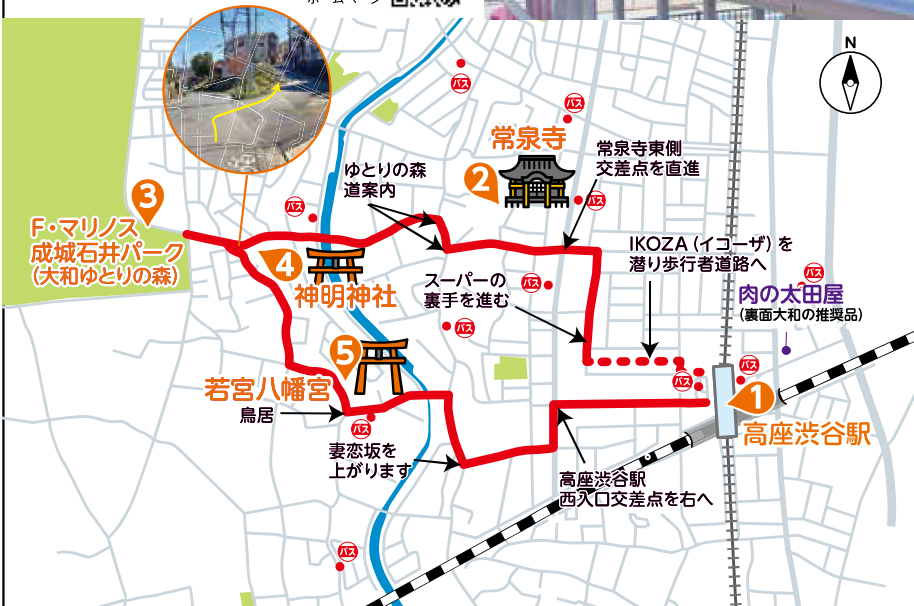 ホームページ
N
バス
バス
常泉寺
2
常泉寺東側
交差点を直進
バス
ゆとりの森
道案内
バス
3
F・マリノス
成城石井パーク
(大和ゆとりの森)
4
神明神社
IKOZA(イコーザ)を
潜り歩行者道路へ
スーパーの
裏手を進む
バス
バス
バス
肉の太田屋
(裏面大和の推奨品)
5
若宮八幡宮
鳥居
バス
バス
バス
1
高座渋谷駅
妻恋坂を
上がります
高座渋谷駅
西入口交差点を右へ
バス